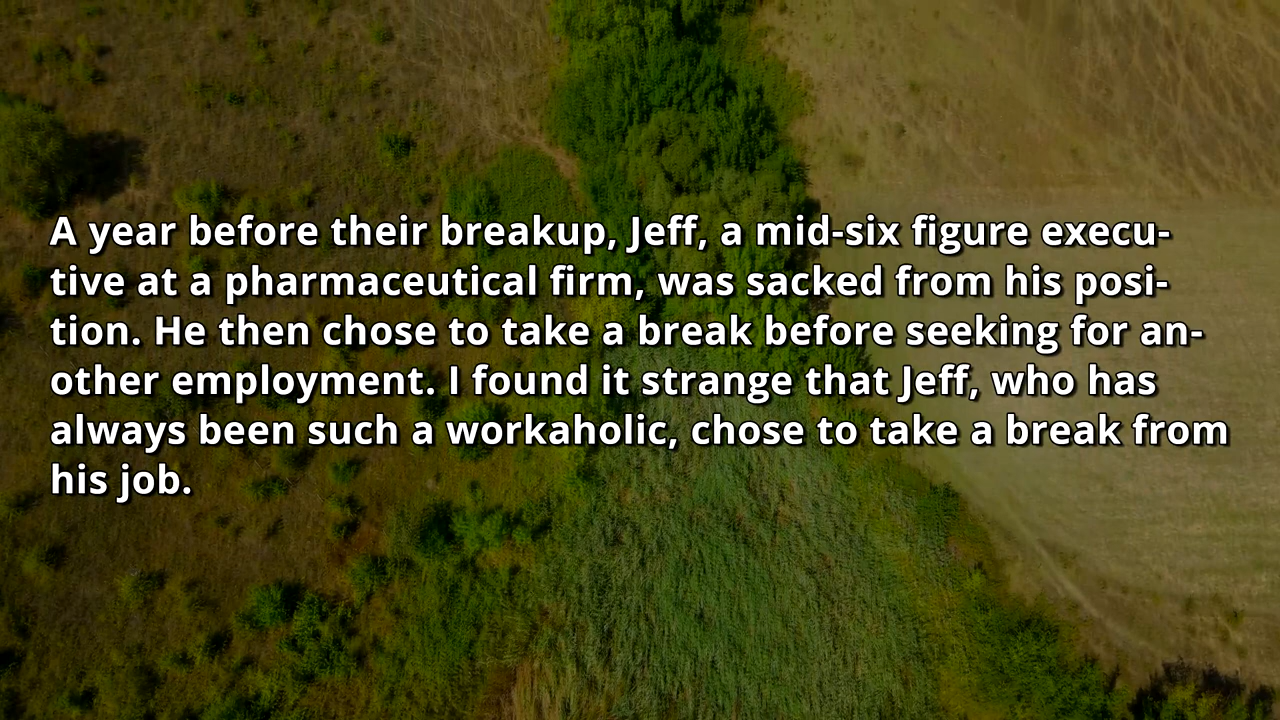 A year before their breakup, Jeff, a mid-six figure execu-
tive at a pharmaceutical firm, was sacked from his posi-
tion. He then chose to take a break before seeking for an-
other employment. I found it strange that Jeff, who has
always been such a workaholic, chose to take a break from
his job.